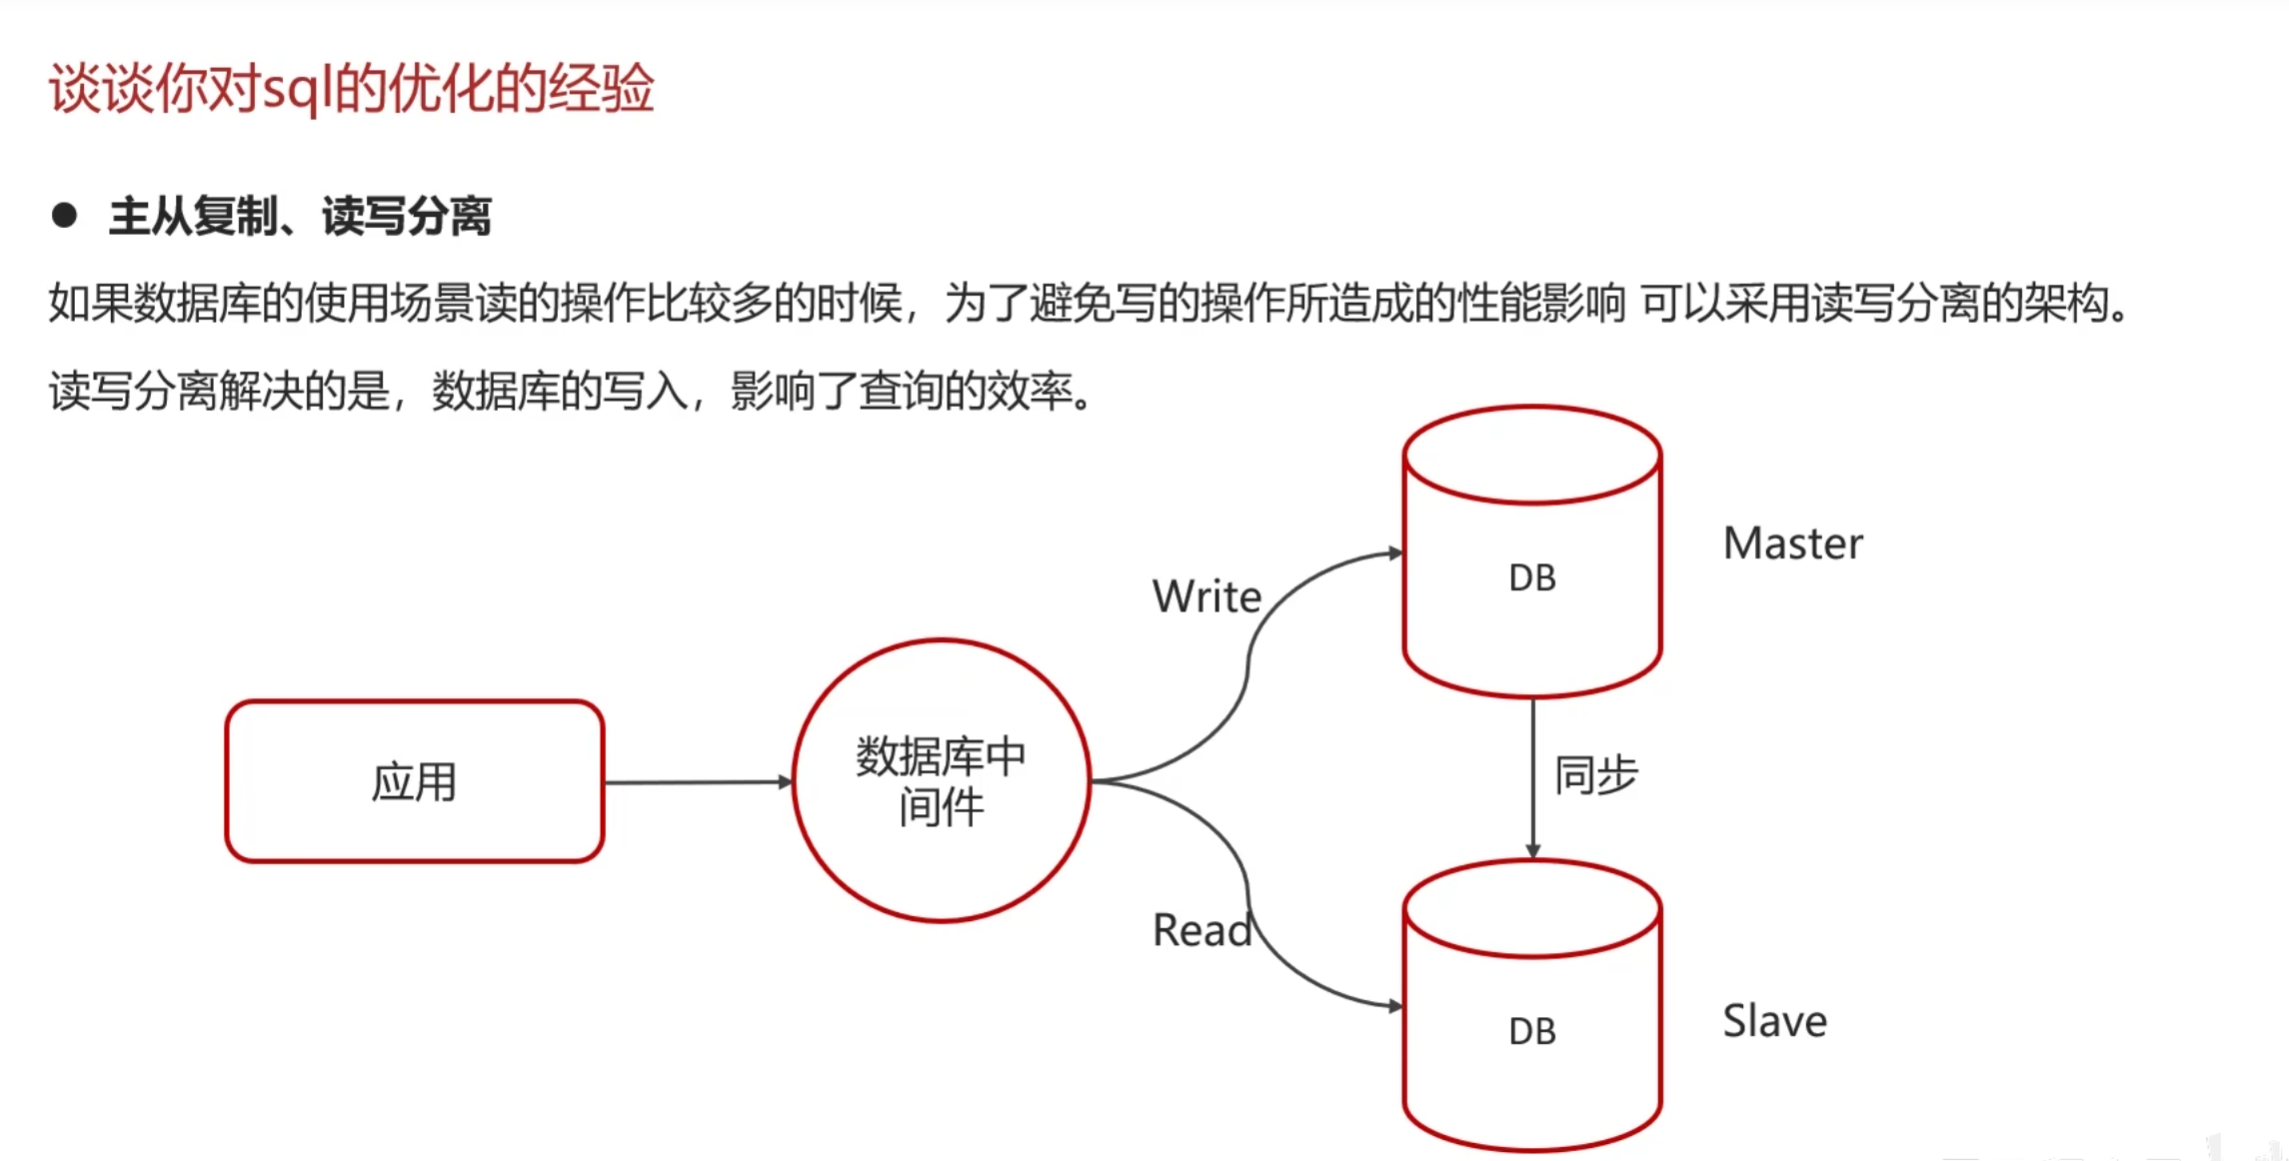 谈谈你对sql的优化的经验
● 主从复制、读写分离
如果数据库的使用场景读的操作比较多的时候，为了避免写的操作所造成的性能影响 可以采用读写分离的架构。
读写分离解决的是，数据库的写入，影响了查询的效率。
Master
DB
Write
数据库中
间件
应用
同步
Read
DB
Slave